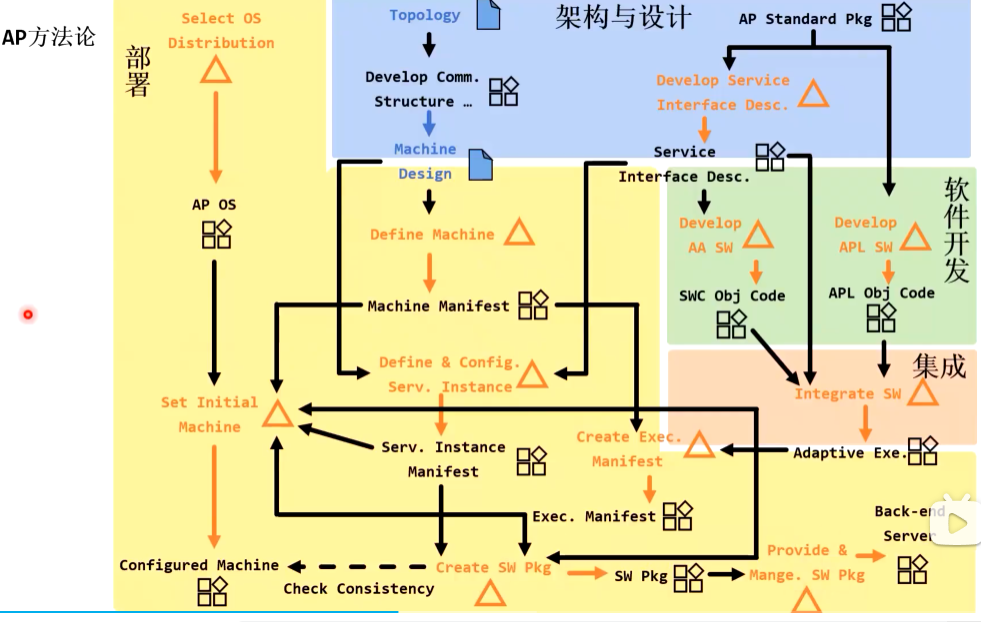 AP方法论
部署
架构与设计
软件开发
集成
Select OS
Distribution
AP OS
Set Initial
Machine
Configured Machine
Topology
Develop Comm.
Structure …
Machine
Design
Define Machine
Machine Manifest
Define & Config.
Serv. Instance
Serv. Instance
Manifest
Check Consistency
Create SW Pkg
SW Pkg
AP Standard Pkg
Develop Service
Interface Desc.
Service
Interface Desc.
Develop
AA SW
SWC Obj Code
Develop
APL SW
APL Obj Code
Integrate SW
Adaptive Exe.
Create Exec.
Manifest
Exec. Manifest
Provide &
Mange. SW Pkg
Back-end
Server